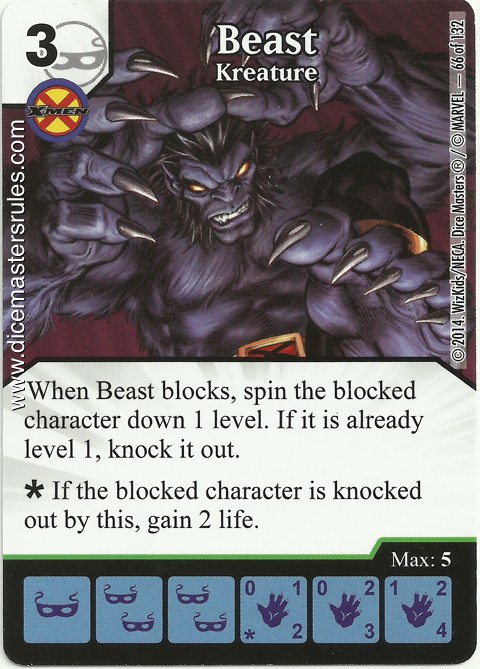 3
Beast
Kreature
X-MEN
www.dicemastersrules.com
© 2014. WizKids/NECA. Dice Masters ® / © MARVEL — 66 of 132
When Beast blocks, spin the blocked
character down 1 level. If it is already
level 1, knock it out.
* If the blocked character is knocked
out by this, gain 2 life.
Max: 5
0 1
* 2
0 2
3
1 2
4